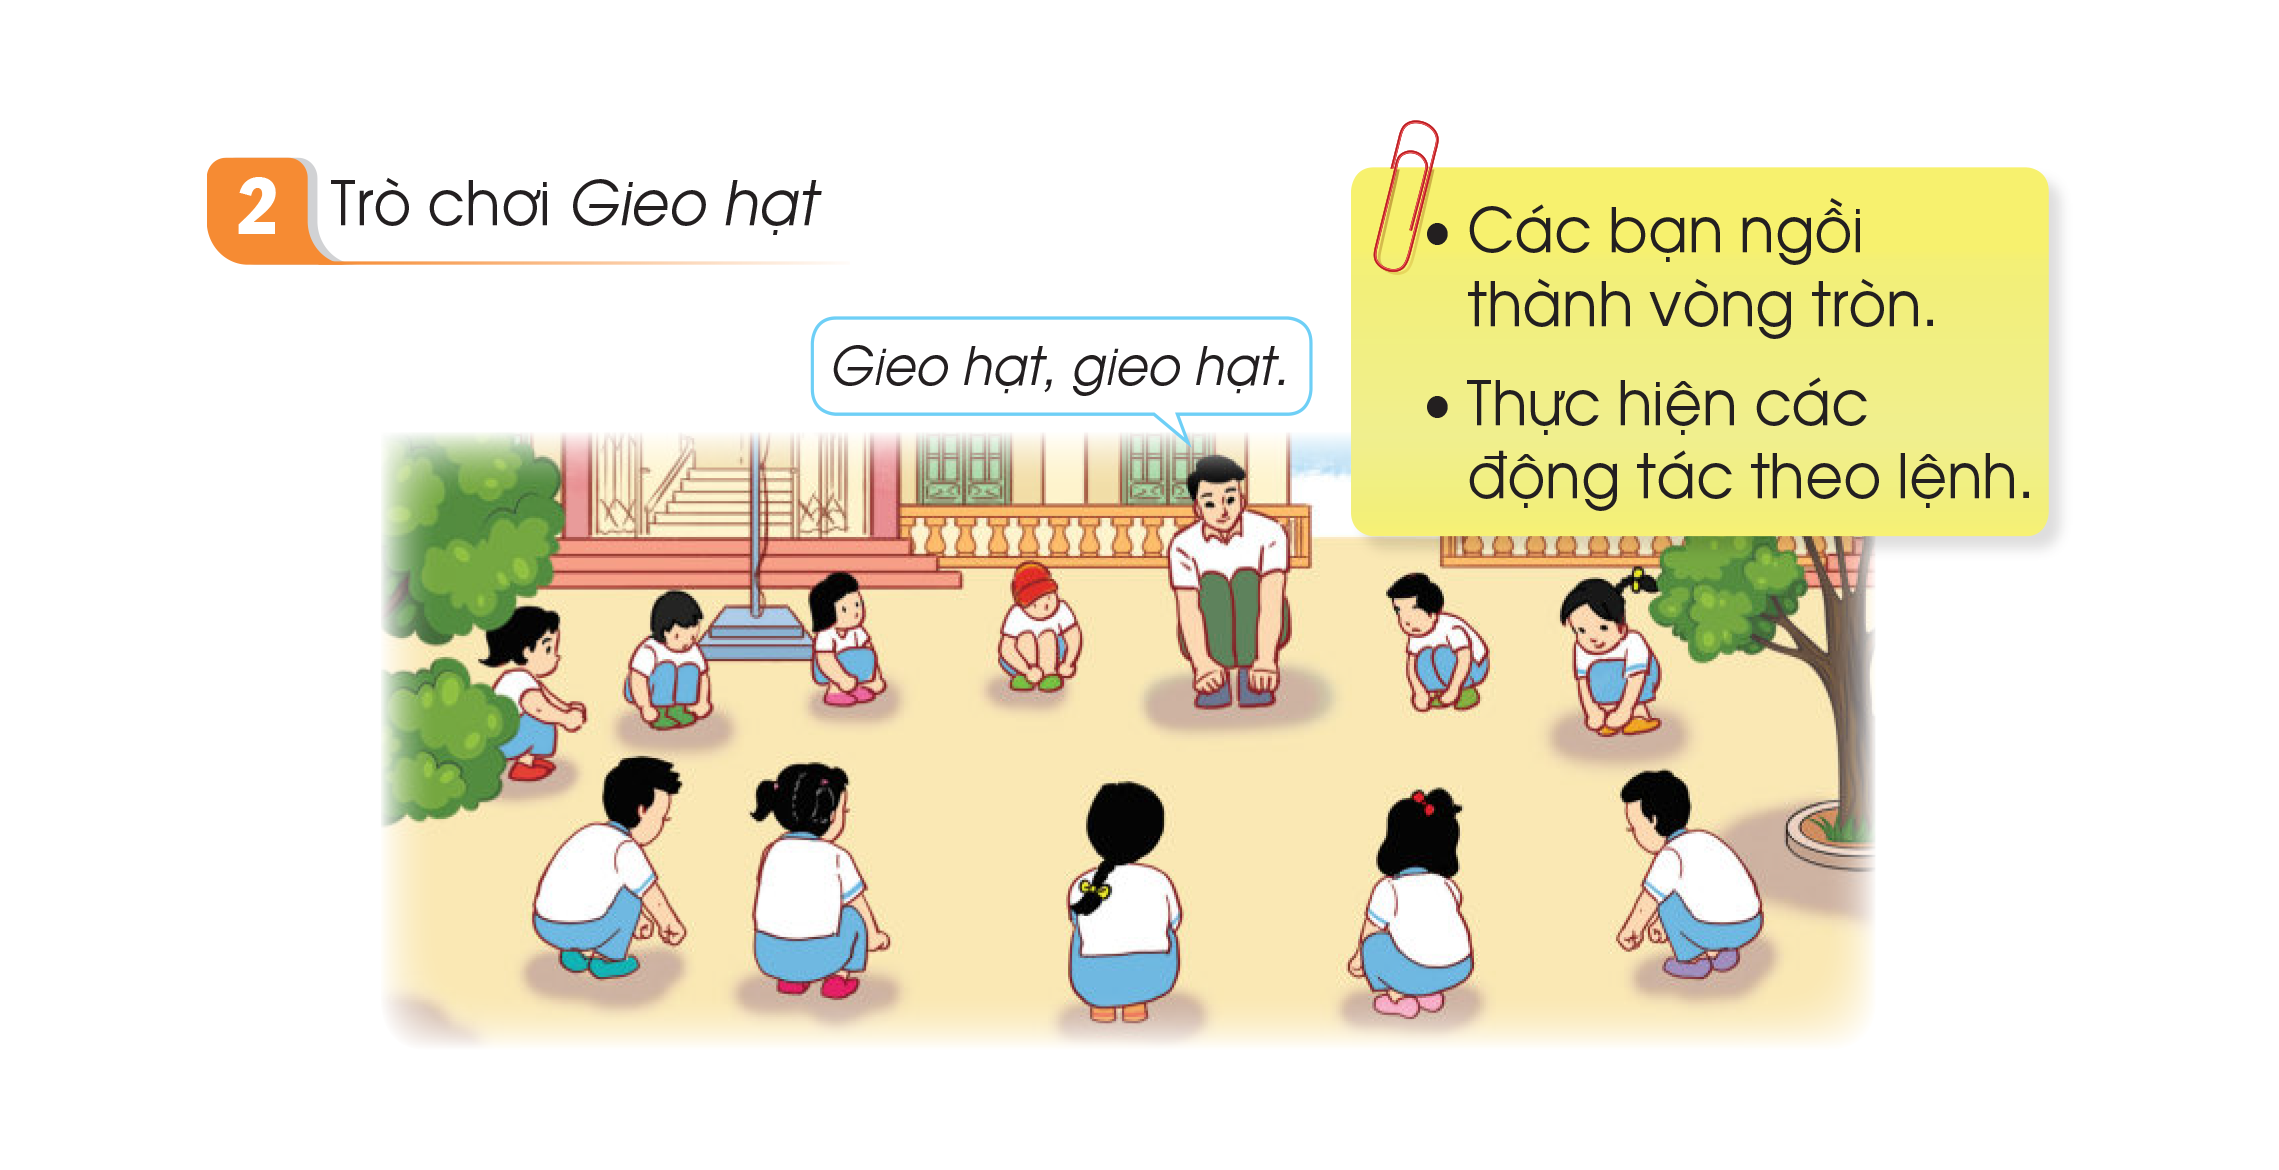 2 Trò chơi Gieo hạt
Gieo hạt, gieo hạt.
• Các bạn ngồi
thành vòng tròn.
• Thực hiện các
động tác theo lệnh.